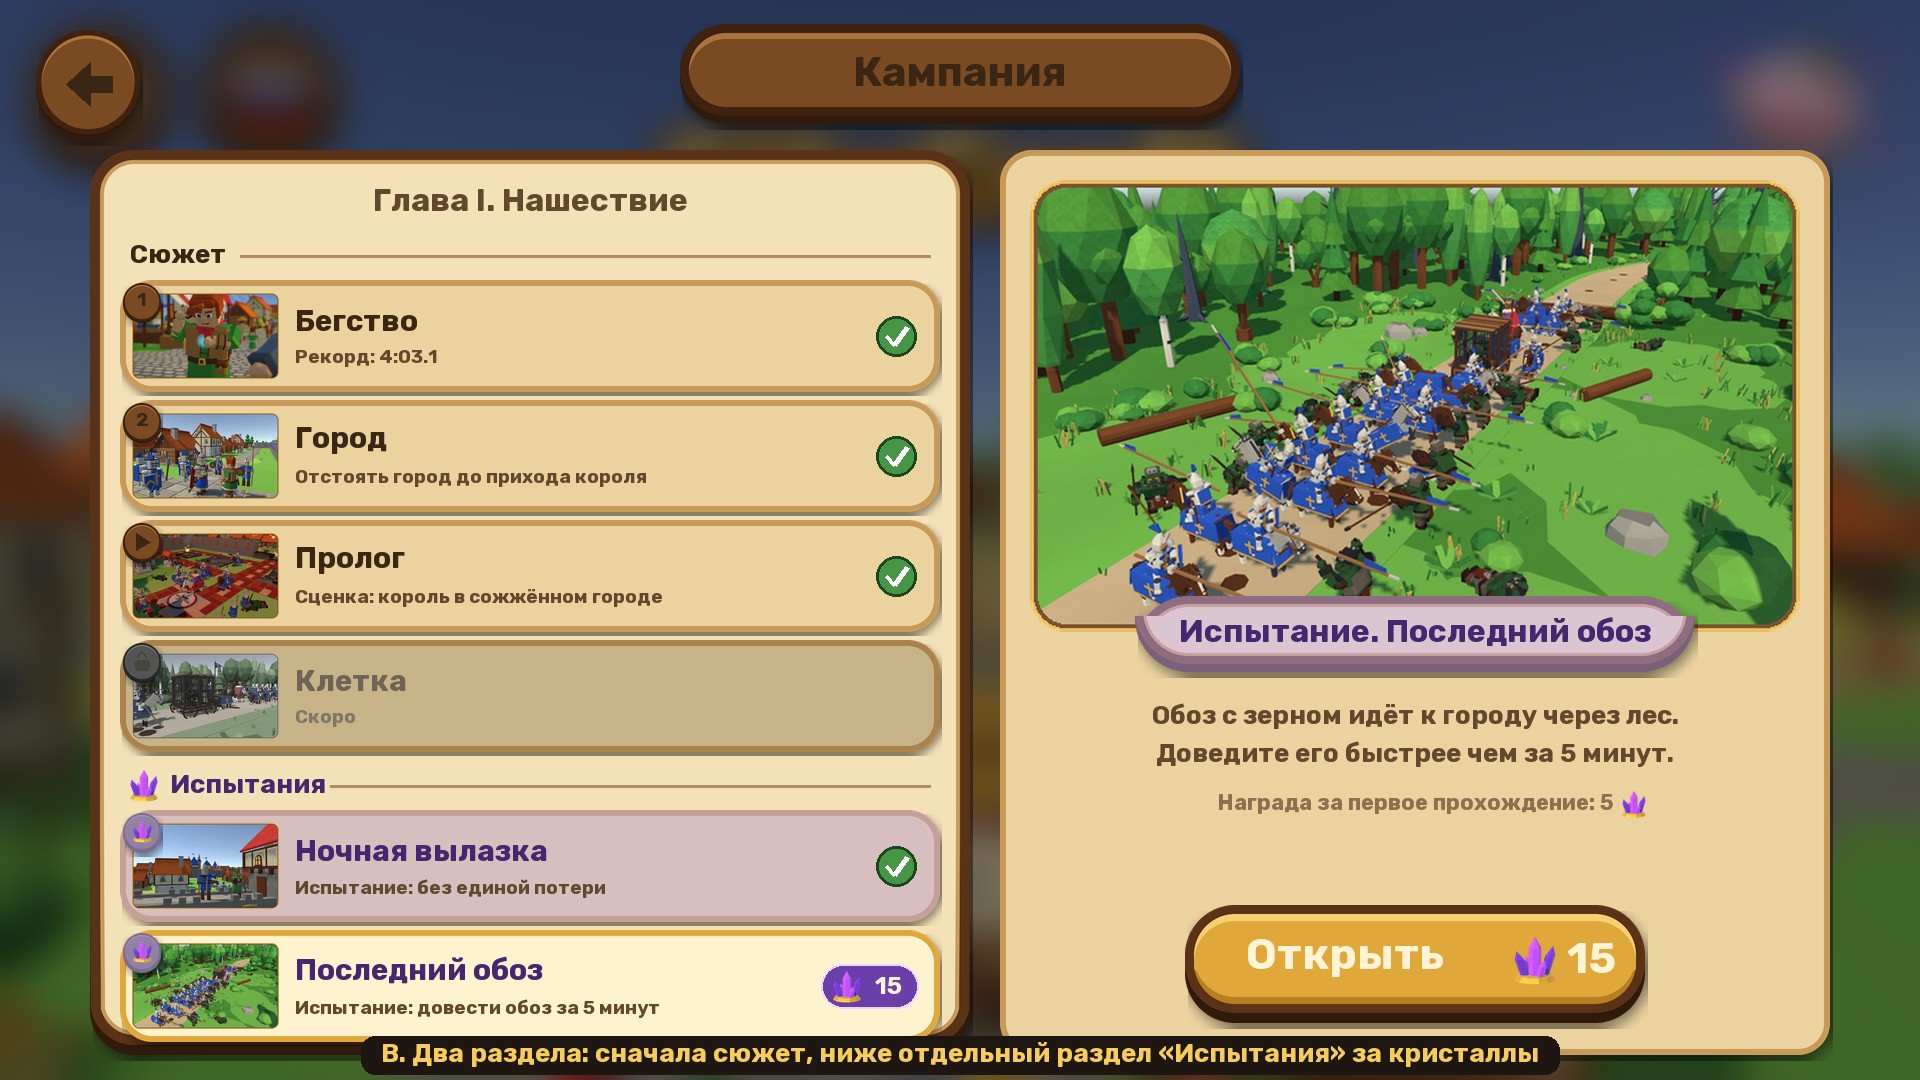 Кампания
Глава I. Нашествие
Сюжет
1
Бегство
Рекорд: 4:03.1
2
Город
Отстоять город до прихода короля
Пролог
Сценка: король в сожжённом городе
Клетка
Скоро
Испытания
Ночная вылазка
Испытание: без единой потери
Последний обоз
Испытание: довести обоз за 5 минут
15
Испытание. Последний обоз
Обоз с зерном идёт к городу через лес.
Доведите его быстрее чем за 5 минут.
Награда за первое прохождение: 5
Открыть 15
В. Два раздела: сначала сюжет, ниже отдельный раздел «Испытания» за кристаллы